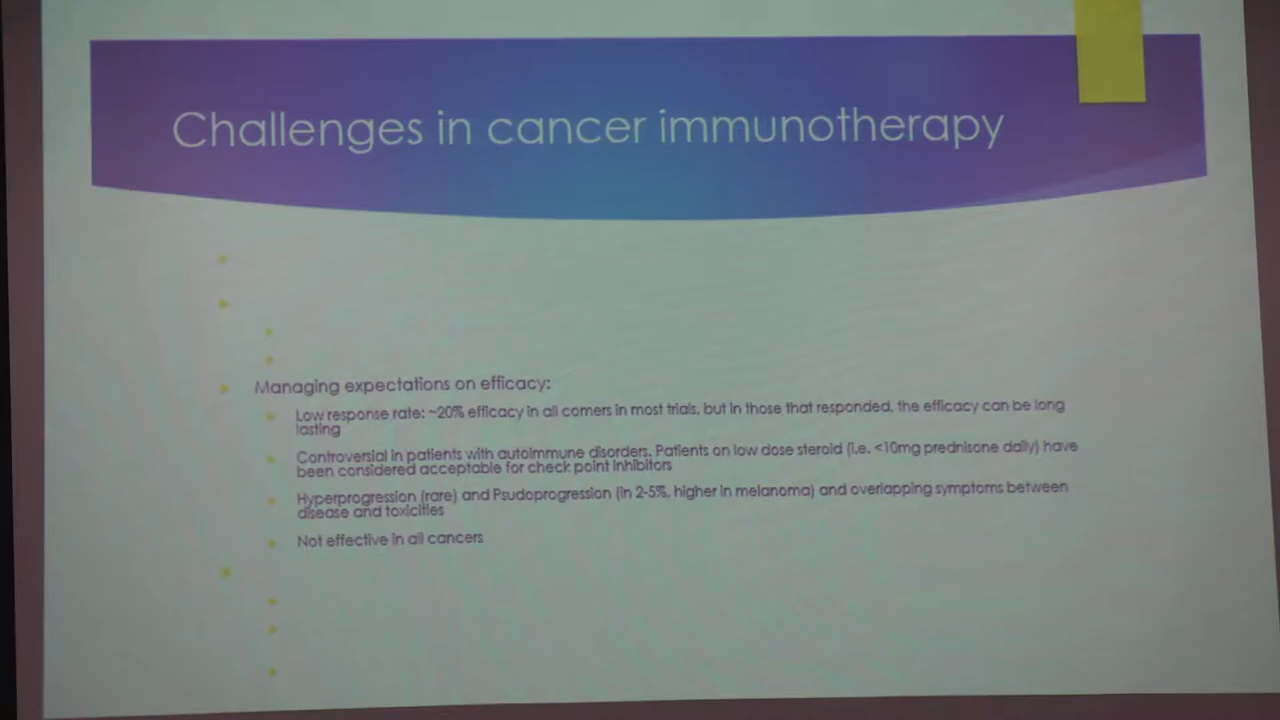 Challenges in cancer immunotherapy
Managing expectations on efficacy:
Low response rate: ~20% efficacy in all comers in most trials, but in those that responded, the efficacy can be long
lasting
Controversial in patients with autoimmune disorders. Patients on low dose steroid (i.e. <10mg prednisone daily) have
been considered acceptable for check point inhibitors
Hyperprogression (rare) and Psudoprogression (in 2-5%, higher in melanoma) and overlapping symptoms between
disease and toxicities
Not effective in all cancers